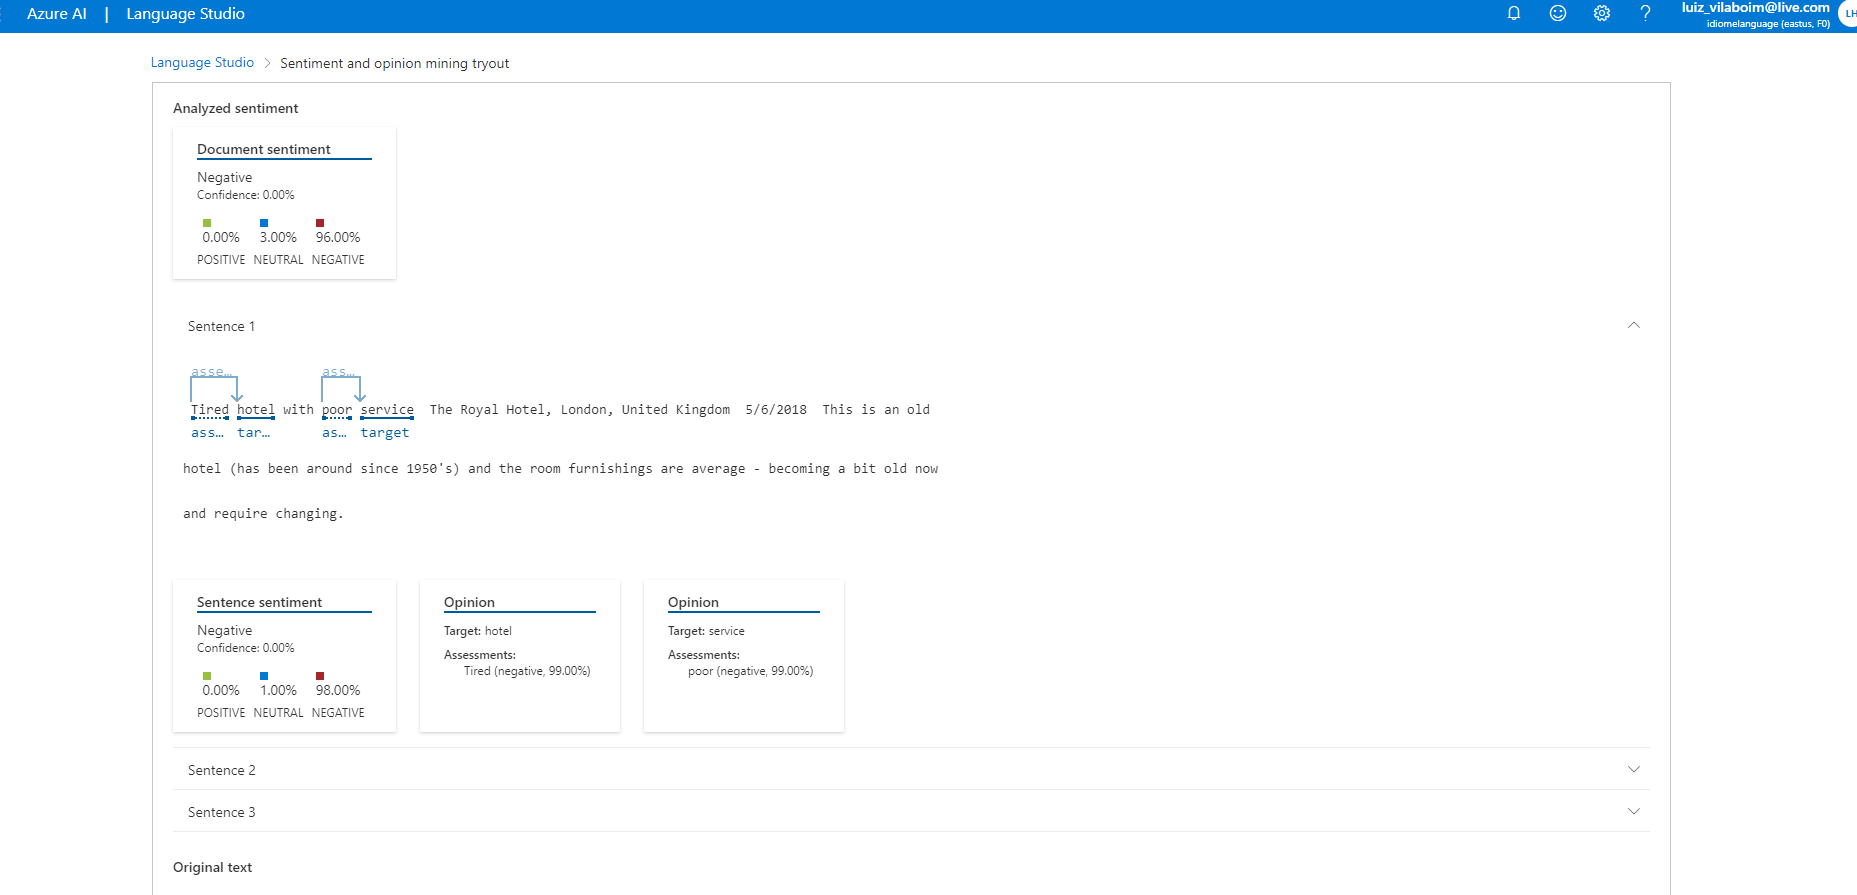 Azure AI | Language Studio
luiz_vilaboim@live.com
idiomelanguage (eastus, F0)
LH
Language Studio > Sentiment and opinion mining tryout
Analyzed sentiment
Document sentiment
Negative
Confidence: 0.00%
0.00% 3.00% 96.00%
POSITIVE NEUTRAL NEGATIVE
Sentence 1
asse... ass...
Tired hotel with poor service The Royal Hotel, London, United Kingdom 5/6/2018 This is an old
ass... tar... as... target
hotel (has been around since 1950's) and the room furnishings are average - becoming a bit old now
and require changing.
Sentence sentiment
Negative
Confidence: 0.00%
0.00% 1.00% 98.00%
POSITIVE NEUTRAL NEGATIVE
Opinion
Target: hotel
Assessments:
Tired (negative, 99.00%)
Opinion
Target: service
Assessments:
poor (negative, 99.00%)
Sentence 2
Sentence 3
Original text